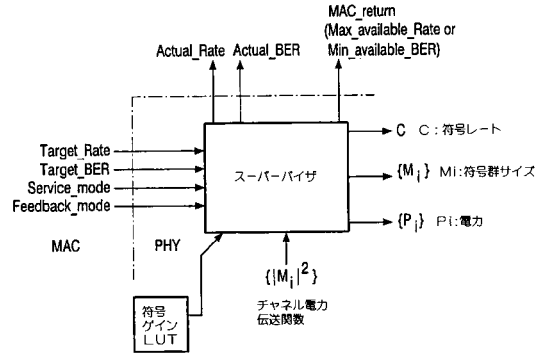 MAC_return
(Max_available_Rate or
Min_available_BER)
Actual_Rate
Actual_BER
Target_Rate
Target_BER
Service_mode
Feedback_mode
MAC
PHY
スーパーバイザ
C C:符号レート
{Mi} Mi:符号群サイズ
{Pi} Pi:電力
{|Mi|²}
チャネル電力
伝送関数
符号
ゲイン
LUT